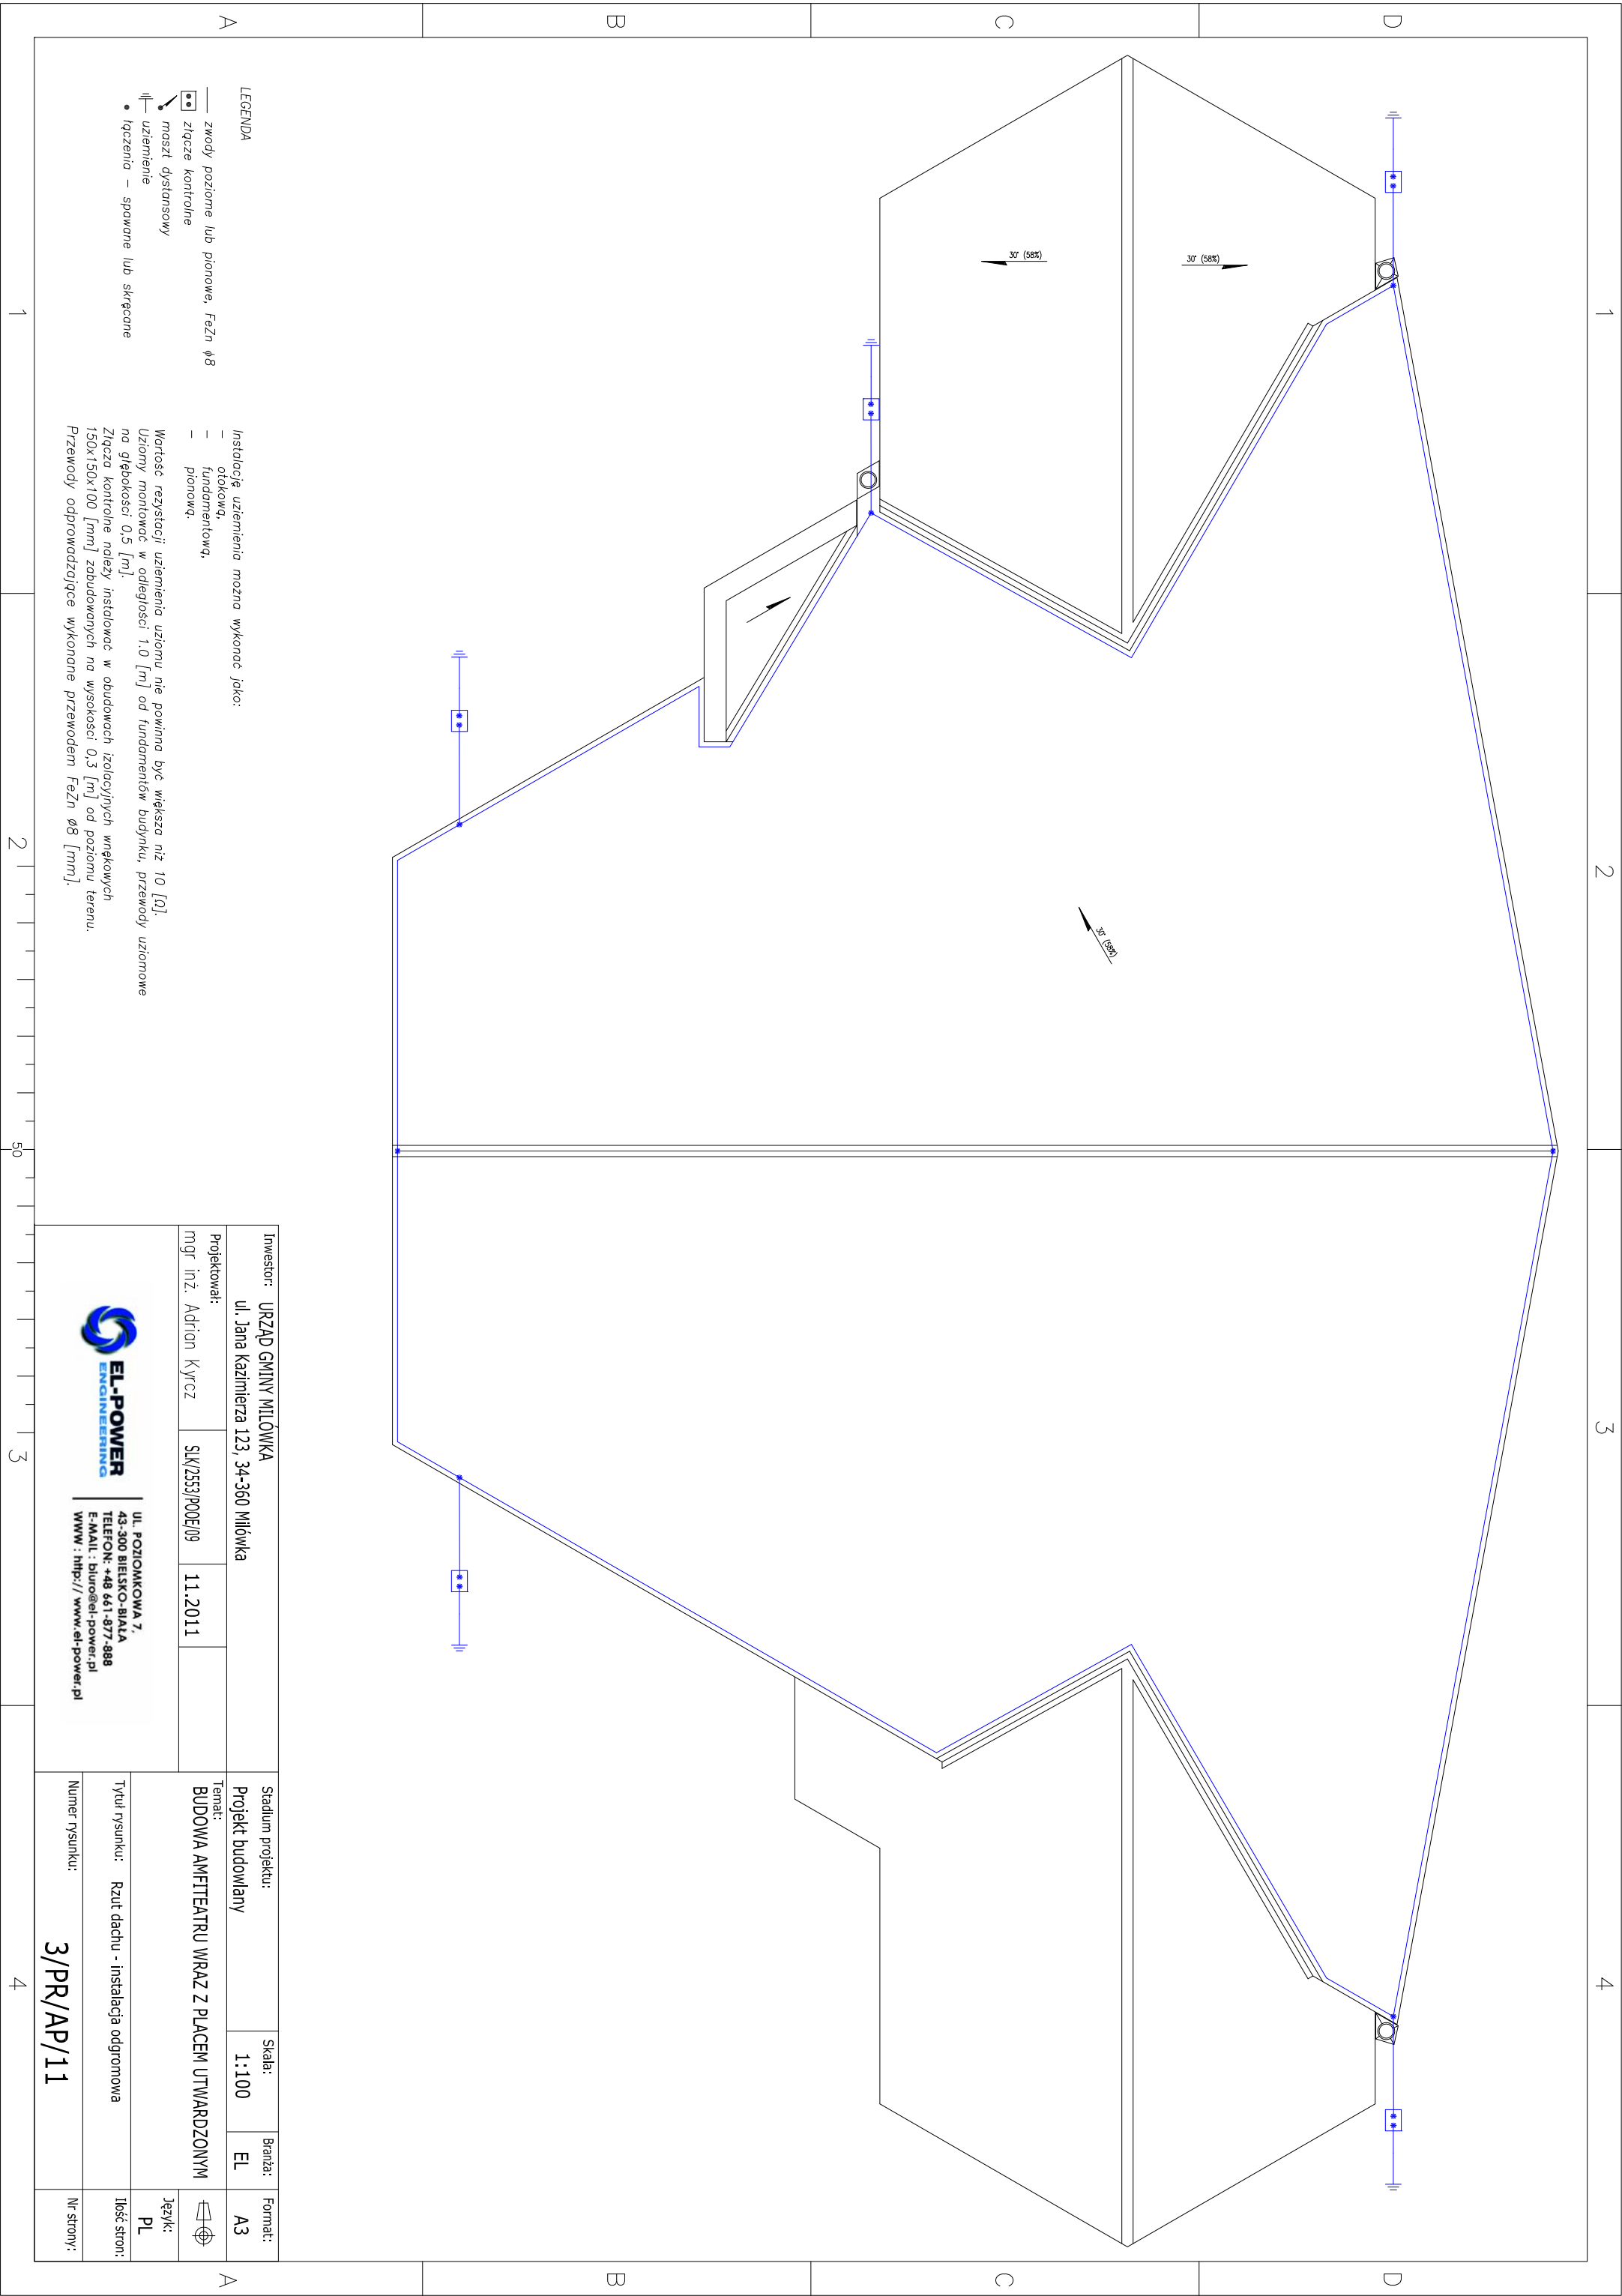 1
2
3
4
D
C
B
A
D
C
B
A
30° (58%)
30° (58%)
30° (58%)
LEGENDA
zwody poziome lub pionowe, FeZn ϕ8
złącze kontrolne
maszt dystansowy
uziemienie
łączenia - spawane lub skręcane
Instalację uziemienia można wykonać jako:
- otokową,
- fundamentową,
- pionową.
Wartość rezystacji uziemienia uziomu nie powinna być większa niż 10 [Ω].
Uziomy montować w odległości 1.0 [m] od fundamentów budynku, przewody uziomowe
na głębokości 0,5 [m].
Złącza kontrolne należy instalować w obudowach izolacyjnych wnękowych
150x150x100 [mm] zabudowanych na wysokości 0,3 [m] od poziomu terenu.
Przewody odprowadzające wykonane przewodem FeZn ø8 [mm].
Inwestor: URZĄD GMINY MILÓWKA
ul. Jana Kazimierza 123, 34-360 Milówka
Projektował:
mgr inż. Adrian Kyrcz
SLK/2553/POOE/09
11.2011
EL-POWER
ENGINEERING
UL. POZIOMKOWA 7,
43-300 BIELSKO-BIAŁA
TELEFON: +48 661-877-888
E-MAIL : biuro@el-power.pl
WWW : http:// www.el-power.pl
Stadium projektu:
Projekt budowlany
Skala:
1:100
Branża:
EL
Format:
A3
Temat:
BUDOWA AMFITEATRU WRAZ Z PLACEM UTWARDZONYM
Język:
PL
Tytuł rysunku: Rzut dachu - instalacja odgromowa
Ilość stron:
Numer rysunku:
3/PR/AP/11
Nr strony:
1
2
50
3
4